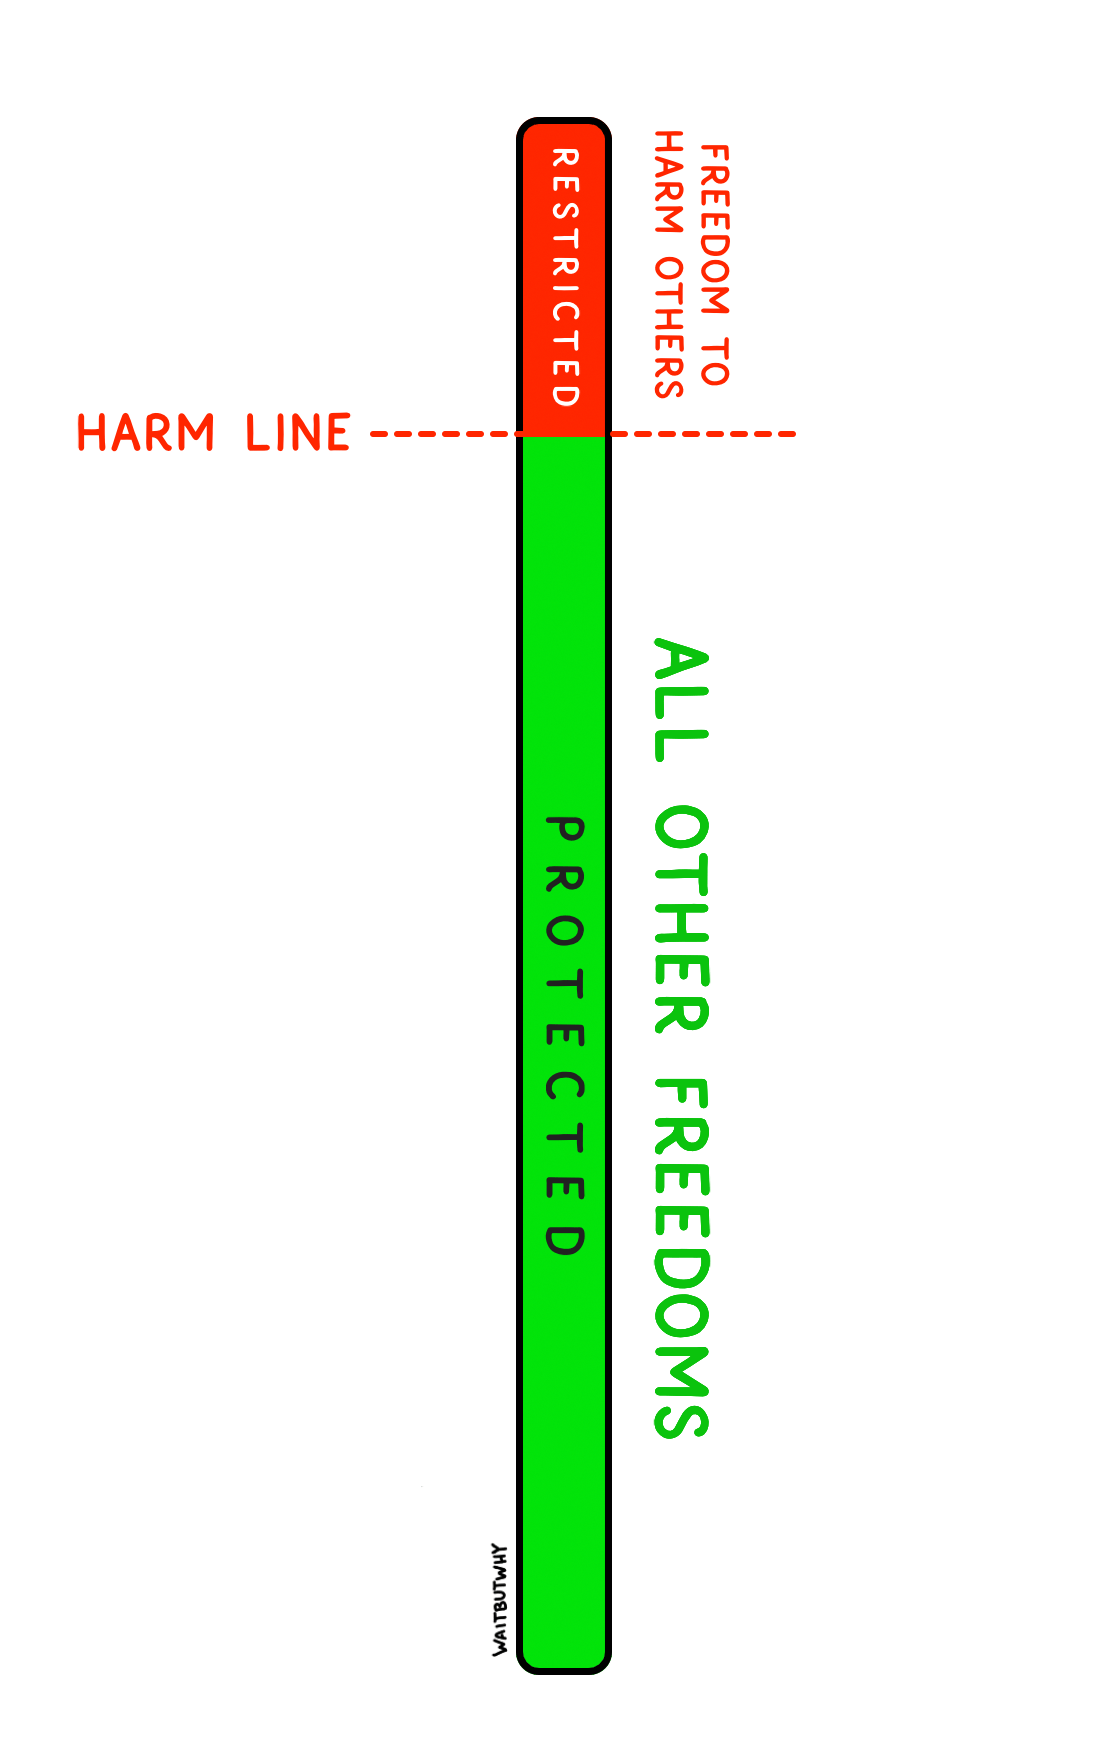 RESTRICTED
FREEDOM TO
HARM OTHERS
HARM LINE
PROTECTED
ALL OTHER FREEDOMS
WAITBUTWHY